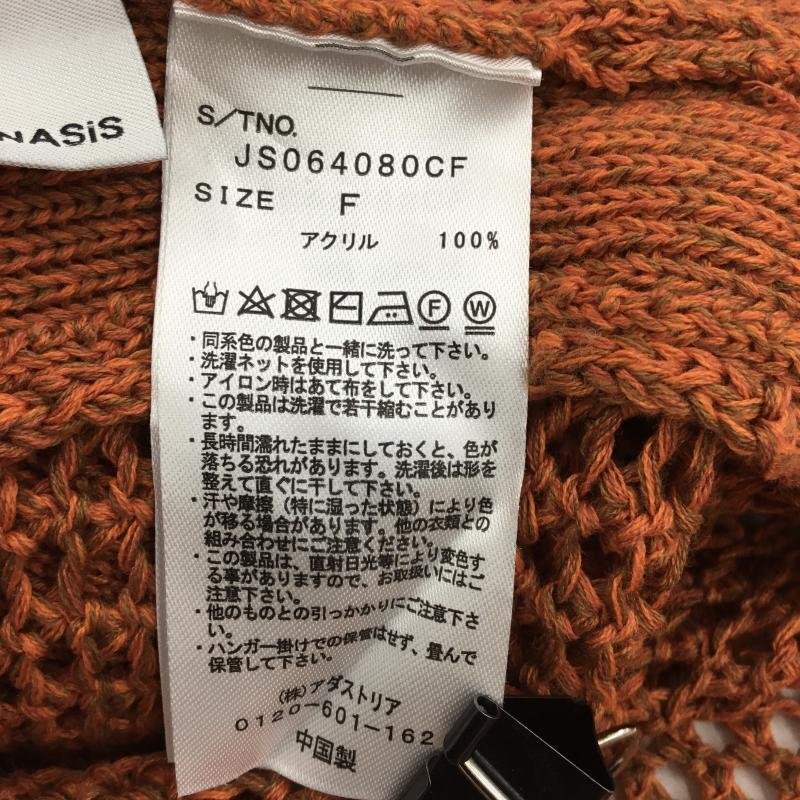 NASiS
S/TNO.
JS064080CF
SIZE F
アクリル 100%
F W
・同系色の製品と一緒に洗って下さい。
・洗濯ネットを使用して下さい。
・アイロン時はあて布をして下さい。
・この製品は洗濯で若干縮むことがあり
ます。
・長時間濡れたままにしておくと、色が
落ちる恐れがあります。洗濯後は形を
整えて直ぐに干して下さい。
・汗や摩擦（特に湿った状態）により色
が移る場合があります。他の衣類との
組み合わせにご注意ください。
・この製品は、直射日光等により変色す
る事がありますので、お取扱いにはご
注意下さい。
・他のものとの引っかかりにご注意下さ
い。
・ハンガー掛けでの保管はせず、畳んで
保管して下さい。
(株)アダストリア
0120-601-162
中国製